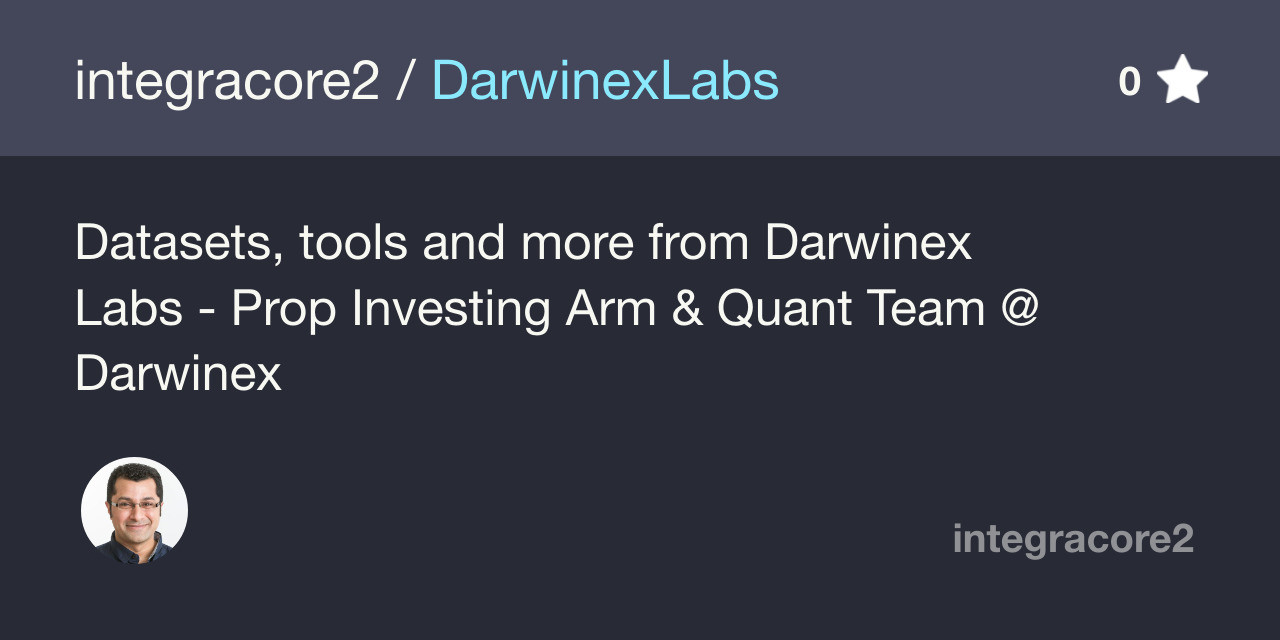 integracore2 / DarwinexLabs
0
Datasets, tools and more from Darwinex
Labs - Prop Investing Arm & Quant Team @
Darwinex
integracore2